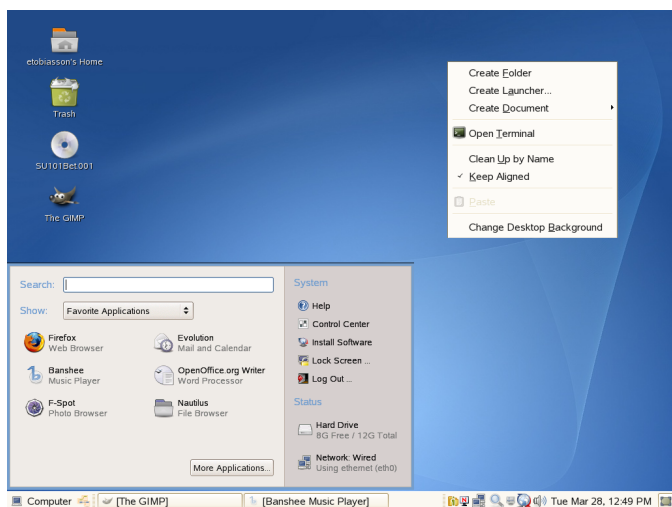 etobiasson's Home
Trash
SU101Bet.001
The GIMP
Create Folder
Create Launcher...
Create Document
Open Terminal
Clean Up by Name
Keep Aligned
Paste
Change Desktop Background
Search:
Show: Favorite Applications
Firefox
Web Browser
Evolution
Mail and Calendar
Banshee
Music Player
OpenOffice.org Writer
Word Processor
F-Spot
Photo Browser
Nautilus
File Browser
More Applications...
System
Help
Control Center
Install Software
Lock Screen ...
Log Out ...
Status
Hard Drive
8G Free / 12G Total
Network: Wired
Using ethernet (eth0)
Computer [The GIMP] [Banshee Music Player] Tue Mar 28, 12:49 PM